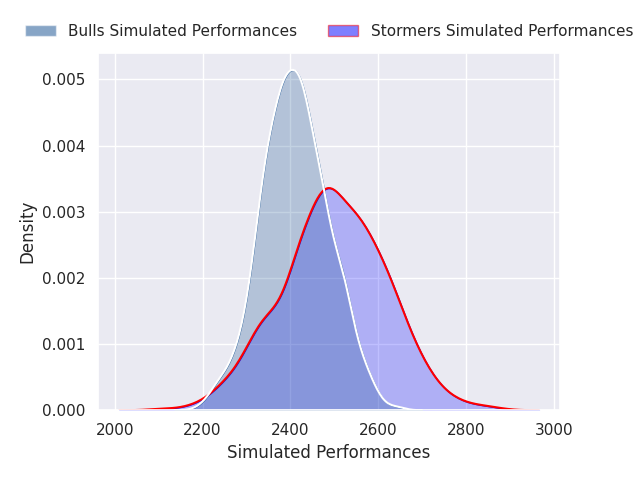 Bulls Simulated Performances Stormers Simulated Performances
0.005
0.004
0.003
0.002
0.001
0.000
Density
2000 2200 2400 2600 2800 3000
Simulated Performances